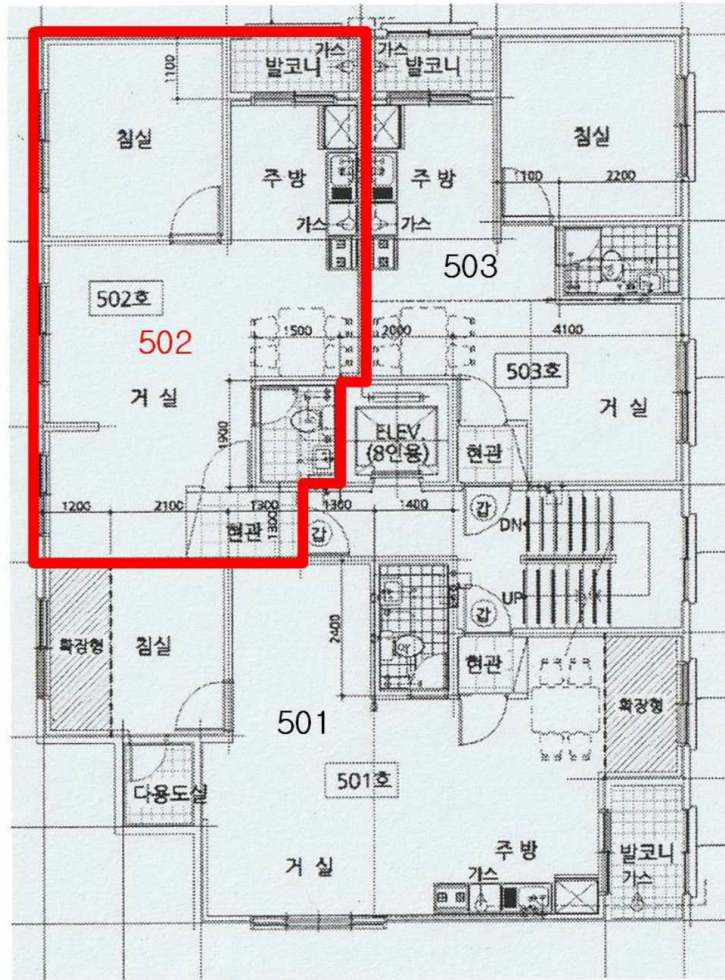 가스
가스
발코니
발코니
1100
침실
주 방
주 방
침실
1100
2200
가스
가스
503
502호
502
1500
2000
4100
503호
거 실
거 실
1900
ELEV.
(8인용)
현관
1200
2100
1300
1300
1300
1400
현관
갑
갑
DN
확장형
침실
2400
UP
갑
현관
확장형
501
501호
다용도실
거 실
주 방
가스
발코니
가스